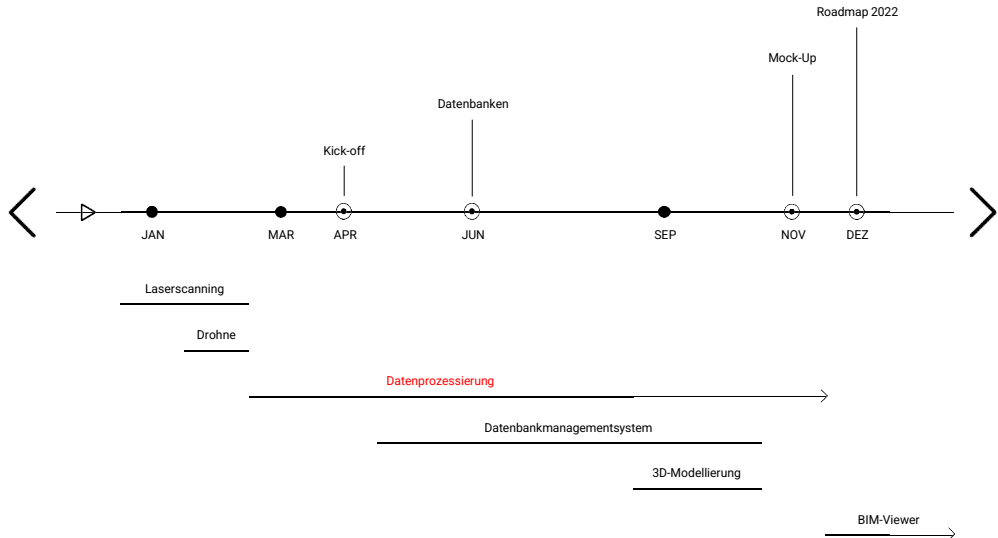 Roadmap 2022
Mock-Up
Datenbanken
Kick-off
JAN MAR APR JUN SEP NOV DEZ
Laserscanning
Drohne
Datenprozessierung
Datenbankmanagementsystem
3D-Modellierung
BIM-Viewer